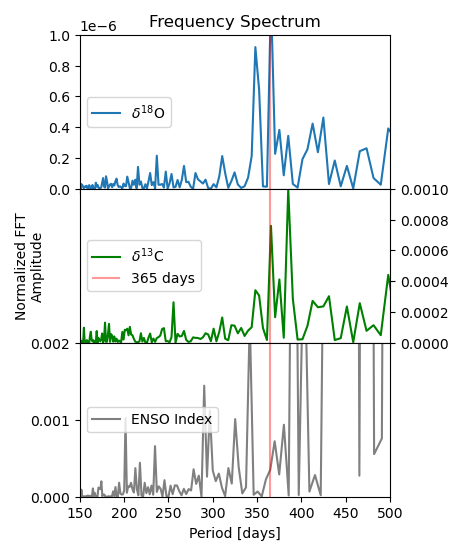 Frequency Spectrum
1e−6
1.0
0.8
0.6
0.4
0.2
0.0
δ¹⁸O
0.0010
0.0008
0.0006
0.0004
0.0002
0.0000
δ¹³C
365 days
Normalized FFT
Amplitude
0.002
0.001
0.000
ENSO Index
150 200 250 300 350 400 450 500
Period [days]